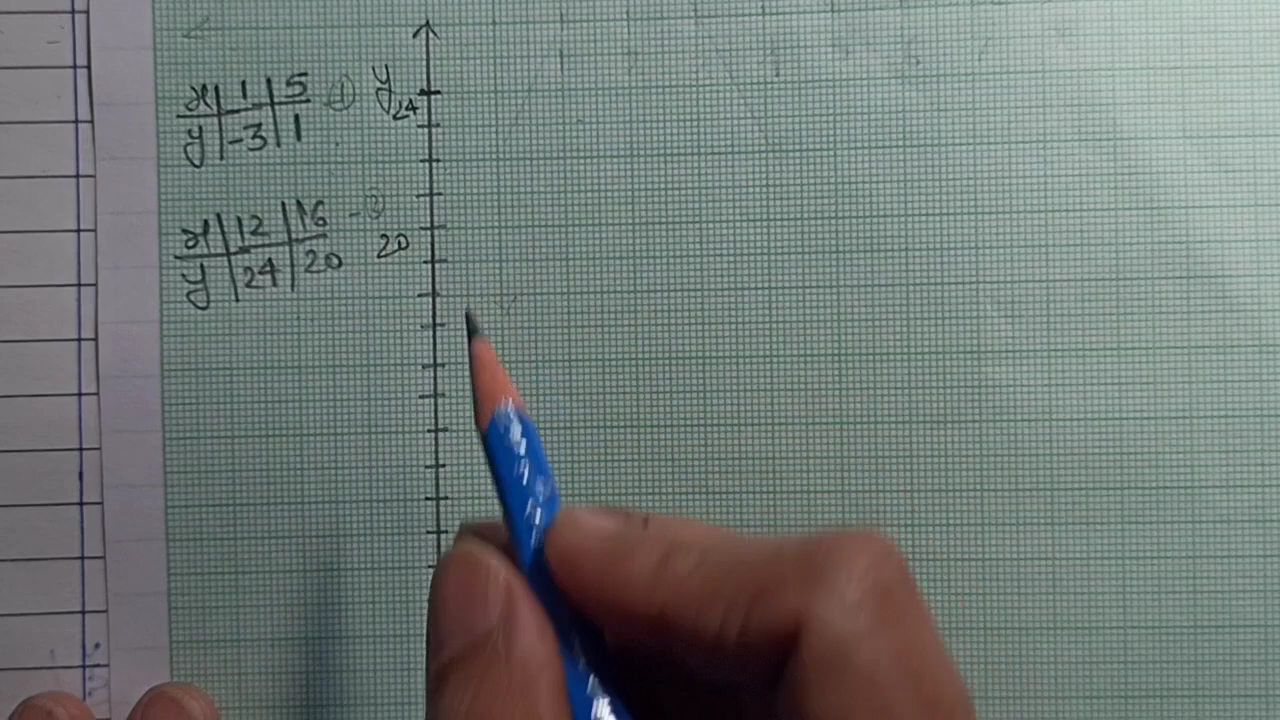 x | 1 | 5 - ① y
y | -3 | 1 24
x | 12 | 16 - ②
y | 24 | 20 20